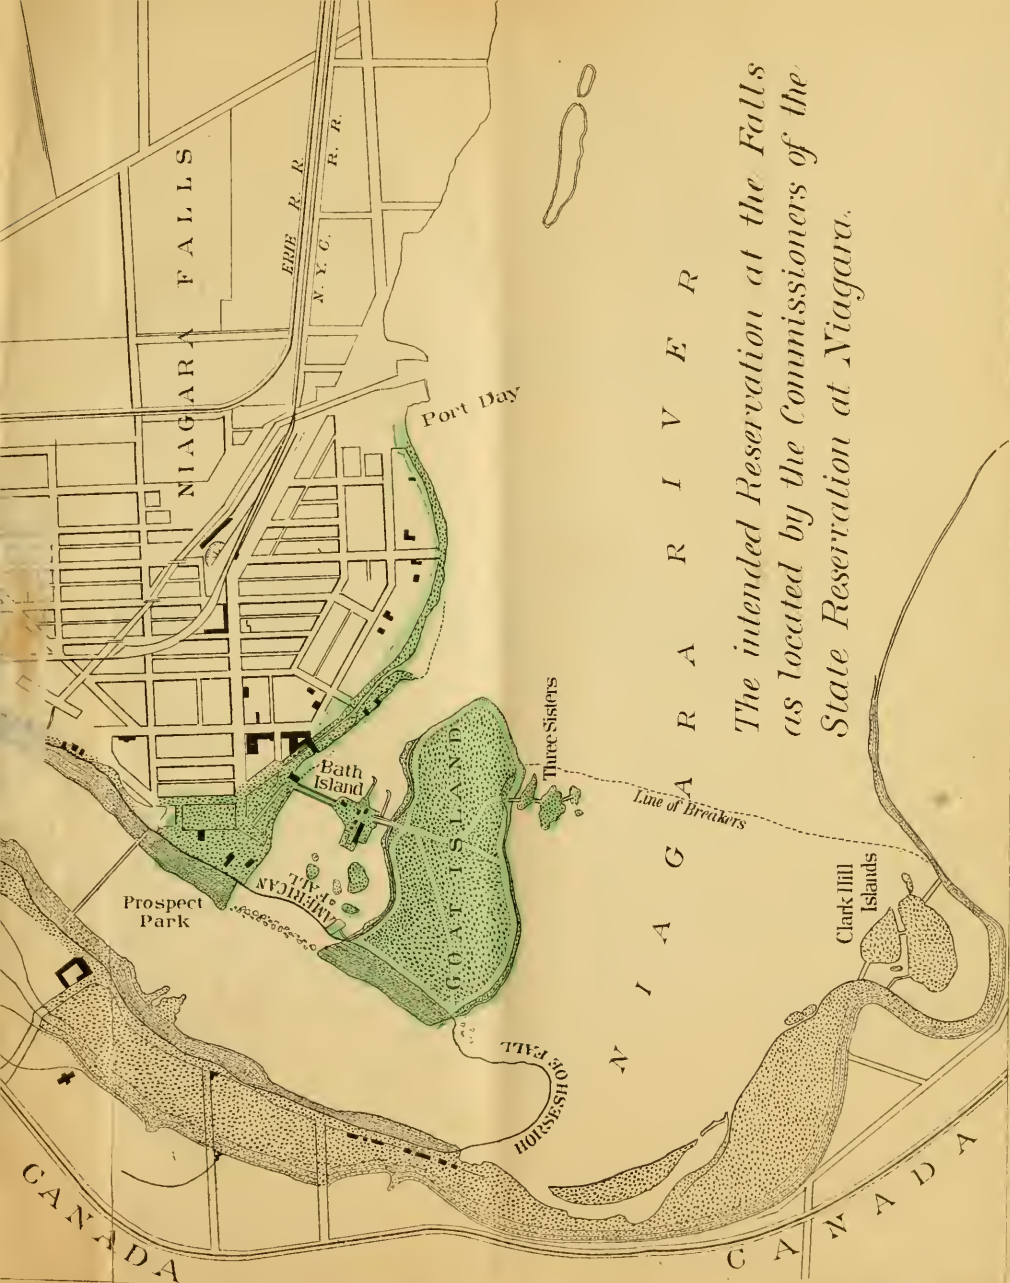 The intended Reservation at the Falls
as located by the Commissioners of the
State Reservation at Niagara.
NIAGARA FALLS
ERIE R. R.
N. Y. C. R. R.
Port Day
NIAGARA RIVER
Three Sisters
Line of Breakers
Bath
Island
GOAT ISLAND
AMERICAN
FALL
Prospect
Park
Clark Hill
Islands
HORSESHOE FALL
CANADA
CANADA